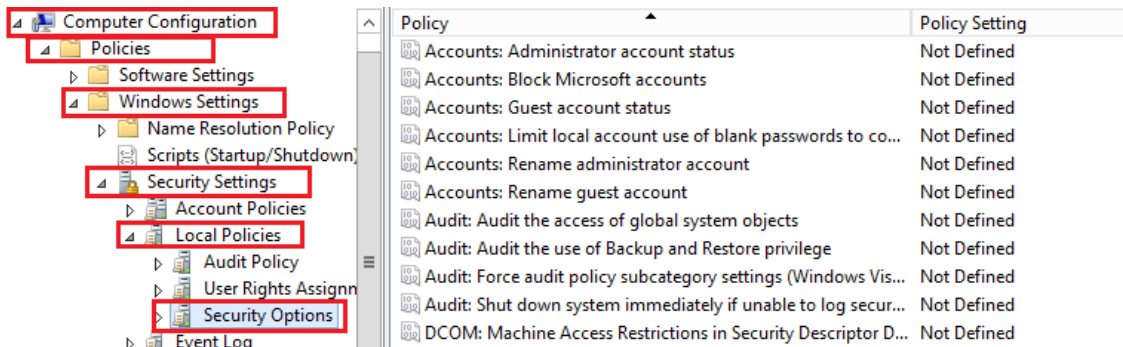 Computer Configuration
Policies
Software Settings
Windows Settings
Name Resolution Policy
Scripts (Startup/Shutdown)
Security Settings
Account Policies
Local Policies
Audit Policy
User Rights Assignm
Security Options
Event Log
Policy Policy Setting
Accounts: Administrator account status Not Defined
Accounts: Block Microsoft accounts Not Defined
Accounts: Guest account status Not Defined
Accounts: Limit local account use of blank passwords to co... Not Defined
Accounts: Rename administrator account Not Defined
Accounts: Rename guest account Not Defined
Audit: Audit the access of global system objects Not Defined
Audit: Audit the use of Backup and Restore privilege Not Defined
Audit: Force audit policy subcategory settings (Windows Vis... Not Defined
Audit: Shut down system immediately if unable to log secur... Not Defined
DCOM: Machine Access Restrictions in Security Descriptor D... Not Defined